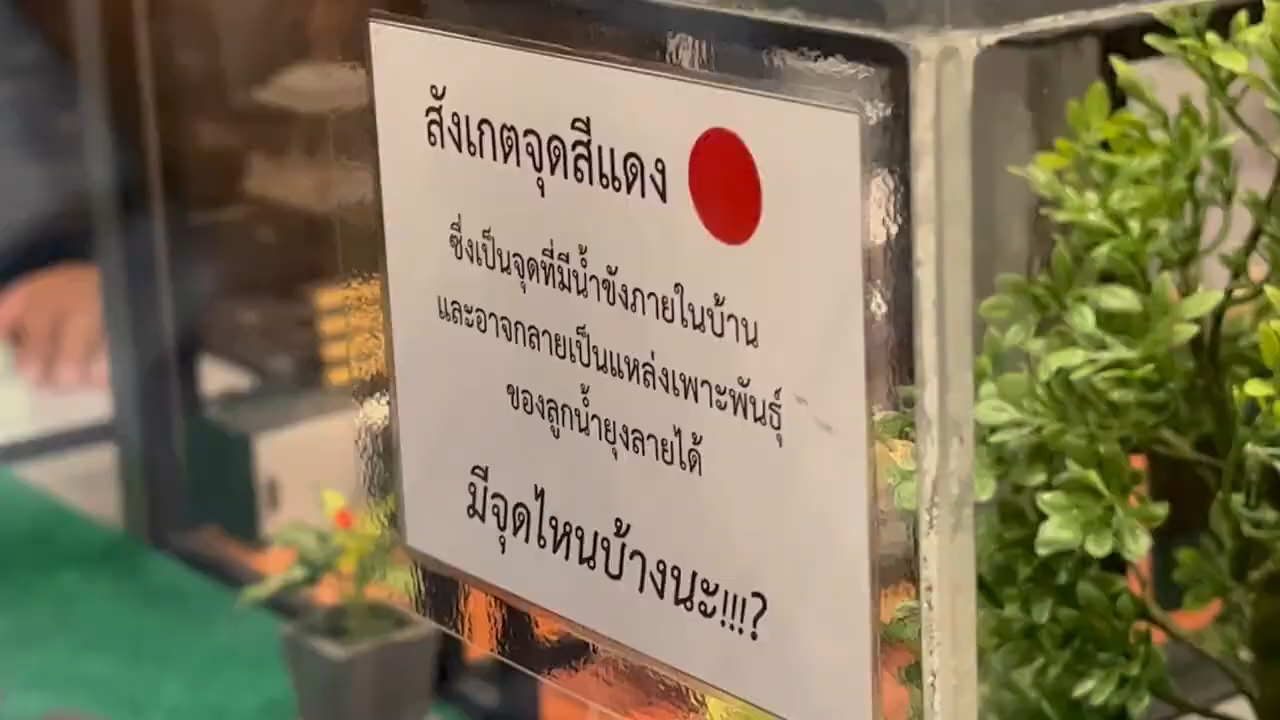 สังเกตจุดสีแดง
ซึ่งเป็นจุดที่มีน้ำขังภายในบ้าน
และอาจกลายเป็นแหล่งเพาะพันธุ์
ของลูกน้ำยุงลายได้
มีจุดไหนบ้างนะ!!!?